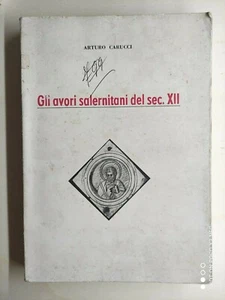 ARTURO CARUCCI
Gli avori salernitani del sec. XII